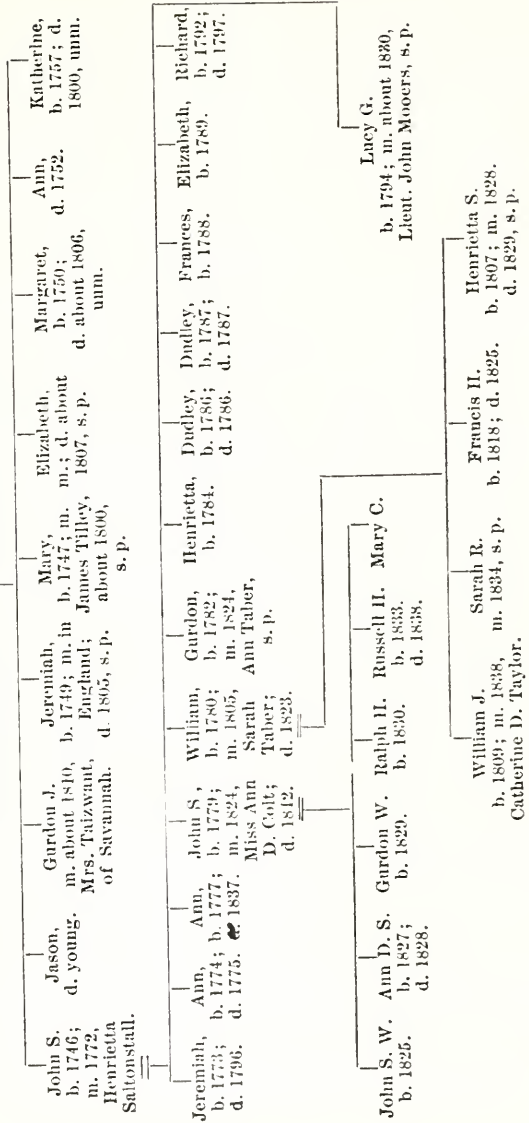 John S.
b. 1746;
m. 1772,
Henrietta
Saltonstall.
Jason,
d. young.
Gurdon J.
m. about 1810,
Mrs. Taizwant,
of Savannah.
Jeremiah,
b. 1749; m. in
England;
d. 1805, s. p.
Mary,
b. 1747; m.
James Tilley,
about 1800,
s. p.
Elizabeth,
m.; d. about
1807, s. p.
Margaret,
b. 1750;
d. about 1806,
unm.
Ann,
d. 1752.
Katherine,
b. 1757; d.
1800, unm.
Jeremiah,
b. 1773;
d. 1796.
Ann,
b. 1774;
d. 1775.
Ann,
b. 1777;
d. 1837.
John S.,
b. 1779;
m. 1824,
Miss Ann
D. Colt;
d. 1842.
William,
b. 1780;
m. 1805,
Sarah
Taber;
d. 1823.
Gurdon,
b. 1782;
m. 1824,
Ann Taber,
s. p.
Henrietta,
b. 1784.
Dudley,
b. 1786;
d. 1786.
Dudley,
b. 1787;
d. 1787.
Frances,
b. 1788.
Elizabeth,
b. 1789.
Richard,
b. 1792;
d. 1797.
Lucy G.
b. 1794; m. about 1830,
Lieut. John Mooers, s. p.
John S. W.
b. 1825.
Ann D. S.
b. 1827;
d. 1828.
Gurdon W.
b. 1829.
Ralph H.
b. 1830.
Russell H.
b. 1833.
d. 1838.
Mary C.
William J.
b. 1809; m. 1838,
Catherine D. Taylor.
Sarah R.
m. 1834, s. p.
Francis H.
b. 1818; d. 1825.
Henrietta S.
b. 1807; m. 1828.
d. 1829, s. p.